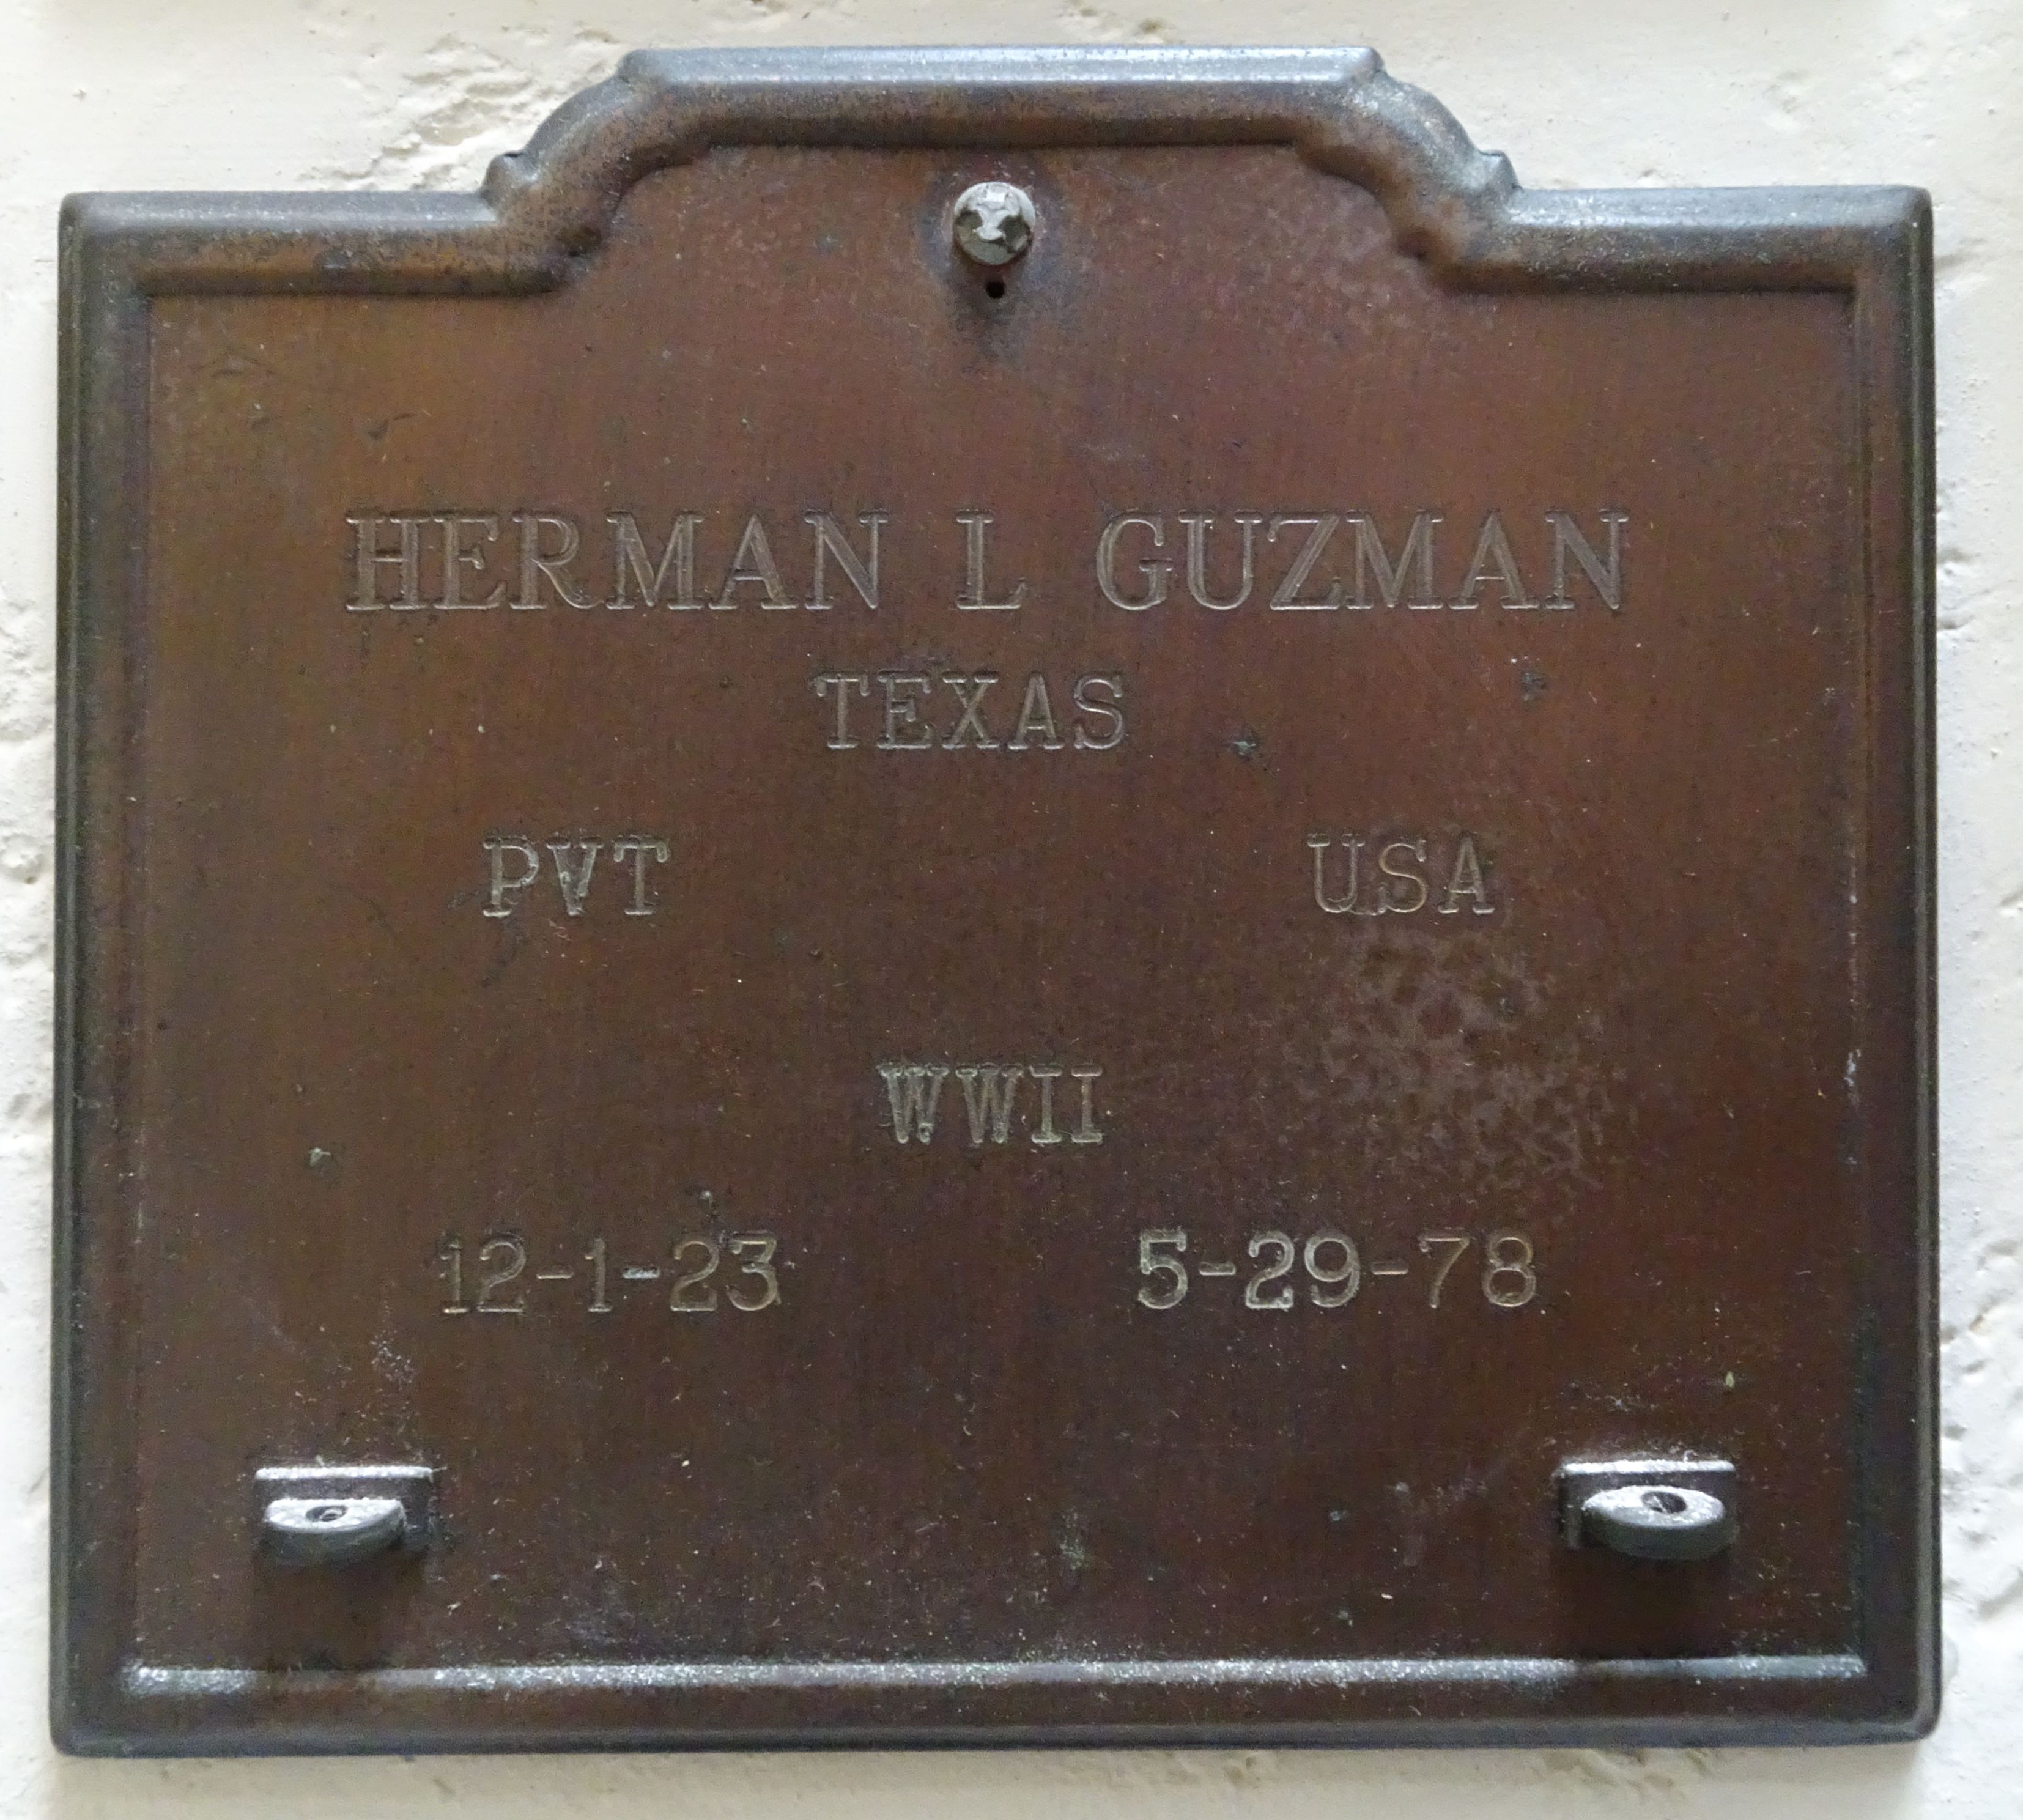 HERMAN L GUZMAN
TEXAS
PVT USA
WWII
12-1-23 5-29-78